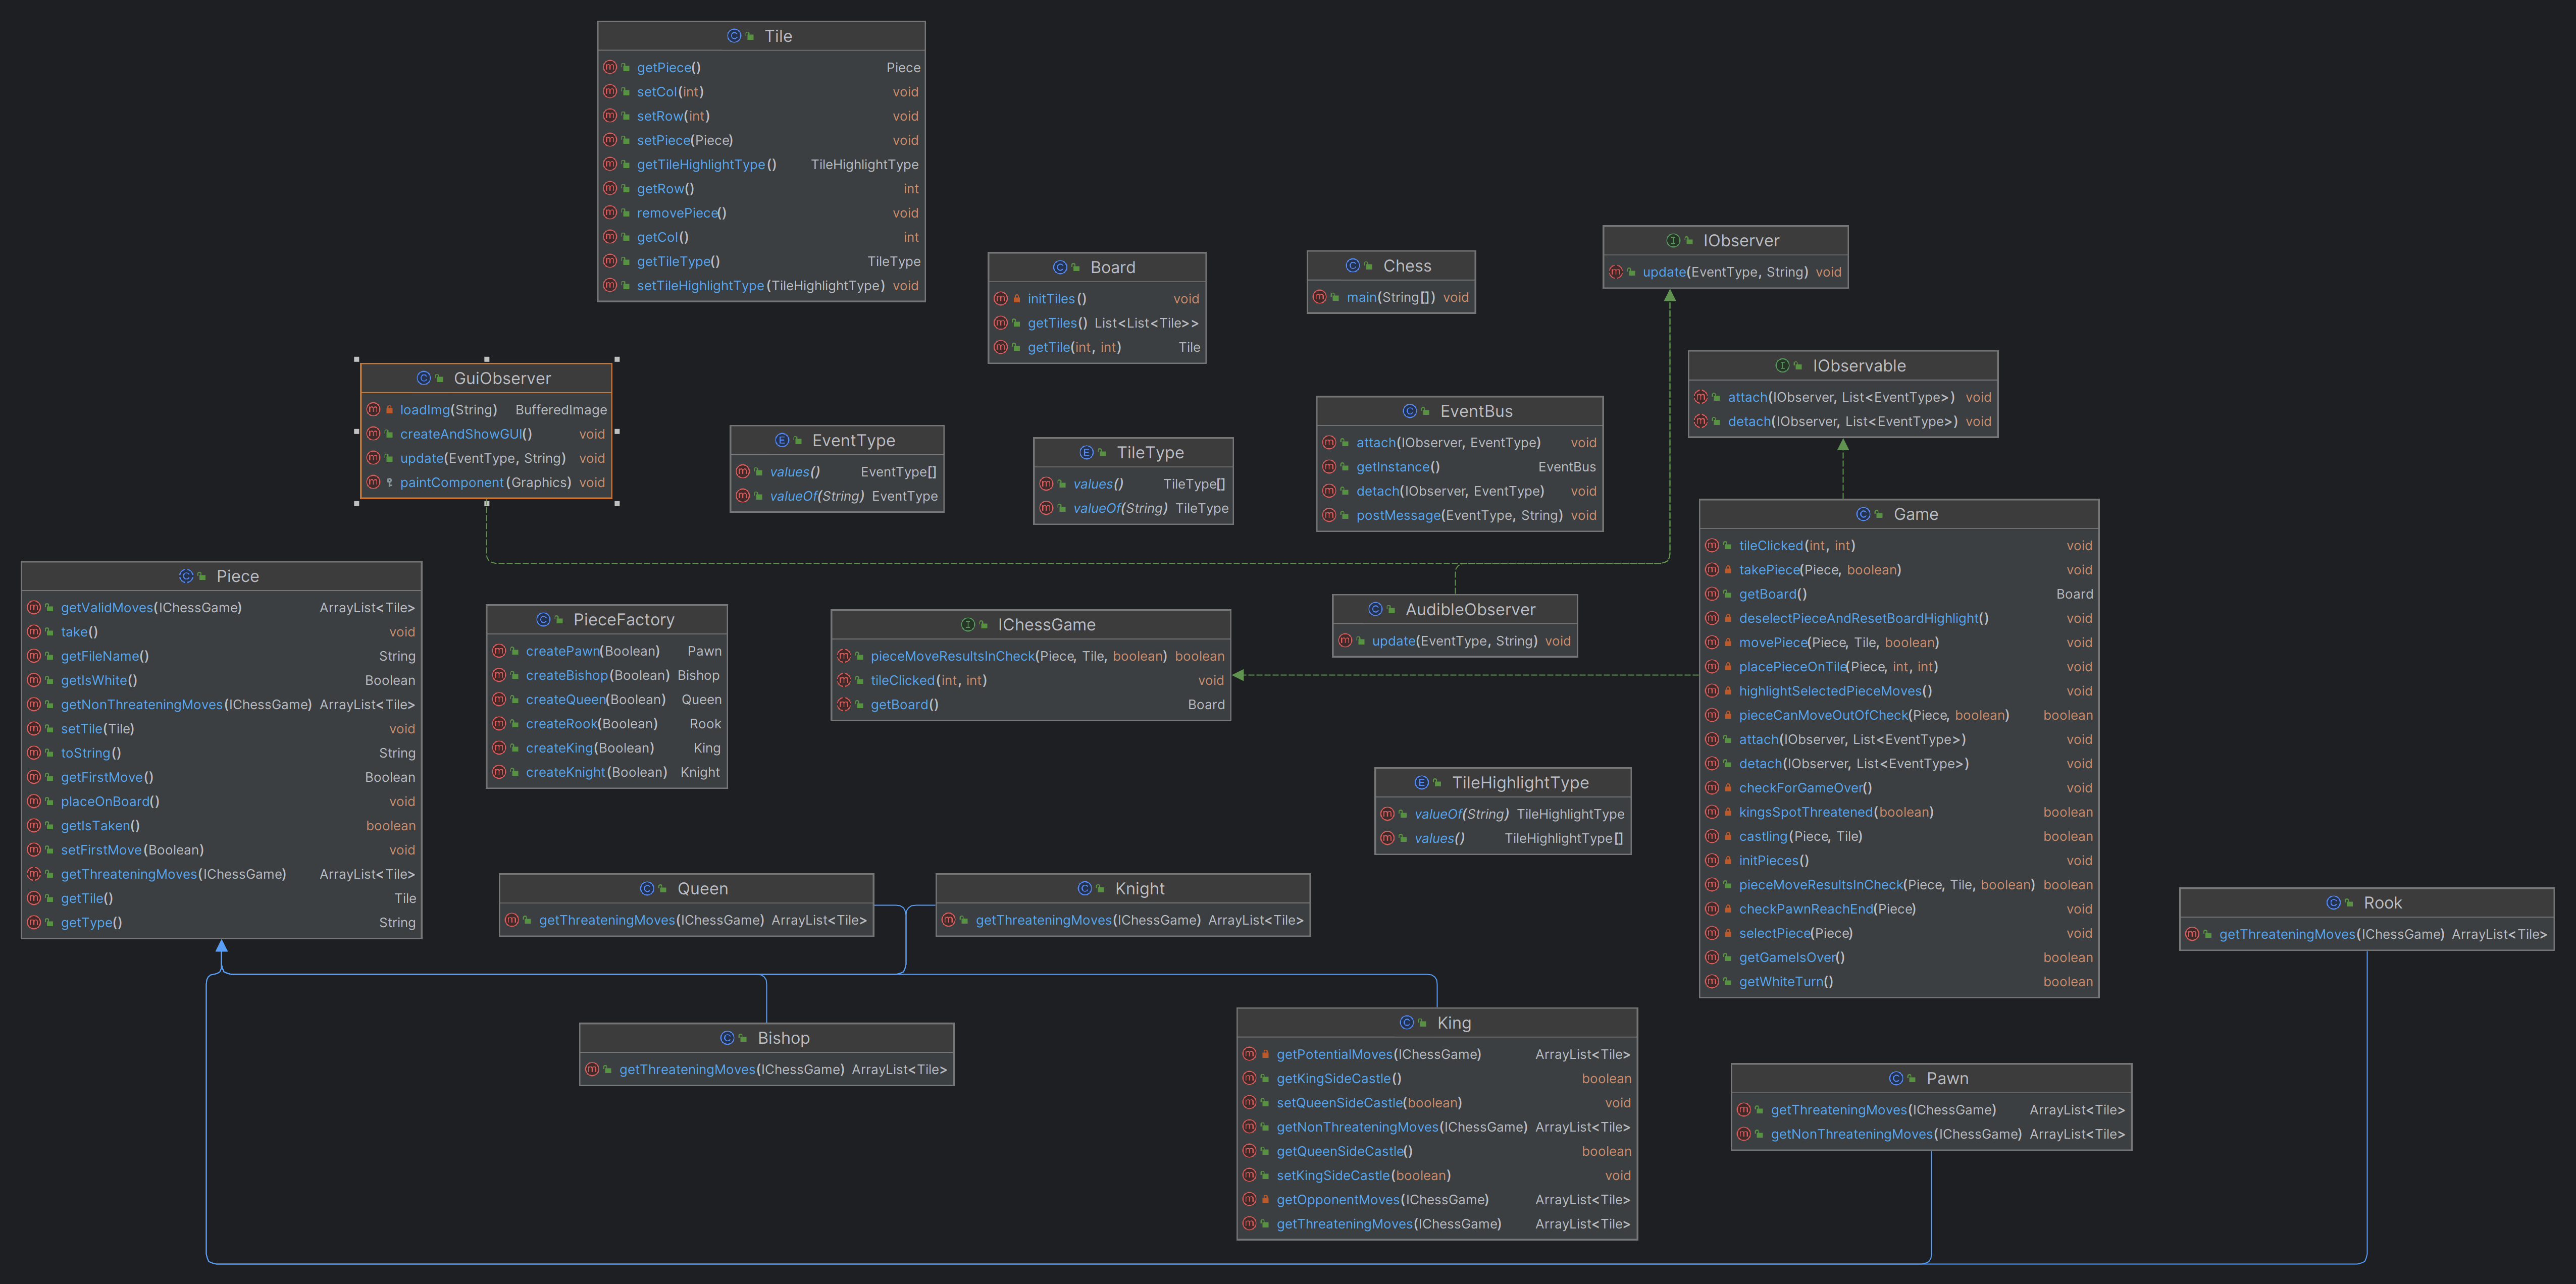 Tile
getPiece() Piece
setCol(int) void
setRow(int) void
setPiece(Piece) void
getTileHighlightType() TileHighlightType
getRow() int
removePiece() void
getCol() int
getTileType() TileType
setTileHighlightType(TileHighlightType) void
Board
initTiles() void
getTiles() List<List<Tile>>
getTile(int, int) Tile
Chess
main(String[]) void
IObserver
update(EventType, String) void
IObservable
attach(IObserver, List<EventType>) void
detach(IObserver, List<EventType>) void
GuiObserver
loadImg(String) BufferedImage
createAndShowGUI() void
update(EventType, String) void
paintComponent(Graphics) void
EventType
values() EventType[]
valueOf(String) EventType
TileType
values() TileType[]
valueOf(String) TileType
EventBus
attach(IObserver, EventType) void
getInstance() EventBus
detach(IObserver, EventType) void
postMessage(EventType, String) void
Game
tileClicked(int, int) void
takePiece(Piece, boolean) void
getBoard() Board
deselectPieceAndResetBoardHighlight() void
movePiece(Piece, Tile, boolean) void
placePieceOnTile(Piece, int, int) void
highlightSelectedPieceMoves() void
pieceCanMoveOutOfCheck(Piece, boolean) boolean
attach(IObserver, List<EventType>) void
detach(IObserver, List<EventType>) void
checkForGameOver() void
kingsSpotThreatened(boolean) boolean
castling(Piece, Tile) boolean
initPieces() void
pieceMoveResultsInCheck(Piece, Tile, boolean) boolean
checkPawnReachEnd(Piece) void
selectPiece(Piece) void
getGameIsOver() boolean
getWhiteTurn() boolean
Piece
getValidMoves(IChessGame) ArrayList<Tile>
take() void
getFileName() String
getIsWhite() Boolean
getNonThreateningMoves(IChessGame) ArrayList<Tile>
setTile(Tile) void
toString() String
getFirstMove() Boolean
placeOnBoard() void
getIsTaken() boolean
setFirstMove(Boolean) void
getThreateningMoves(IChessGame) ArrayList<Tile>
getTile() Tile
getType() String
PieceFactory
createPawn(Boolean) Pawn
createBishop(Boolean) Bishop
createQueen(Boolean) Queen
createRook(Boolean) Rook
createKing(Boolean) King
createKnight(Boolean) Knight
IChessGame
pieceMoveResultsInCheck(Piece, Tile, boolean) boolean
tileClicked(int, int) void
getBoard() Board
AudibleObserver
update(EventType, String) void
TileHighlightType
valueOf(String) TileHighlightType
values() TileHighlightType[]
Queen
getThreateningMoves(IChessGame) ArrayList<Tile>
Knight
getThreateningMoves(IChessGame) ArrayList<Tile>
Rook
getThreateningMoves(IChessGame) ArrayList<Tile>
Bishop
getThreateningMoves(IChessGame) ArrayList<Tile>
King
getPotentialMoves(IChessGame) ArrayList<Tile>
getKingSideCastle() boolean
setQueenSideCastle(boolean) void
getNonThreateningMoves(IChessGame) ArrayList<Tile>
getQueenSideCastle() boolean
setKingSideCastle(boolean) void
getOpponentMoves(IChessGame) ArrayList<Tile>
getThreateningMoves(IChessGame) ArrayList<Tile>
Pawn
getThreateningMoves(IChessGame) ArrayList<Tile>
getNonThreateningMoves(IChessGame) ArrayList<Tile>